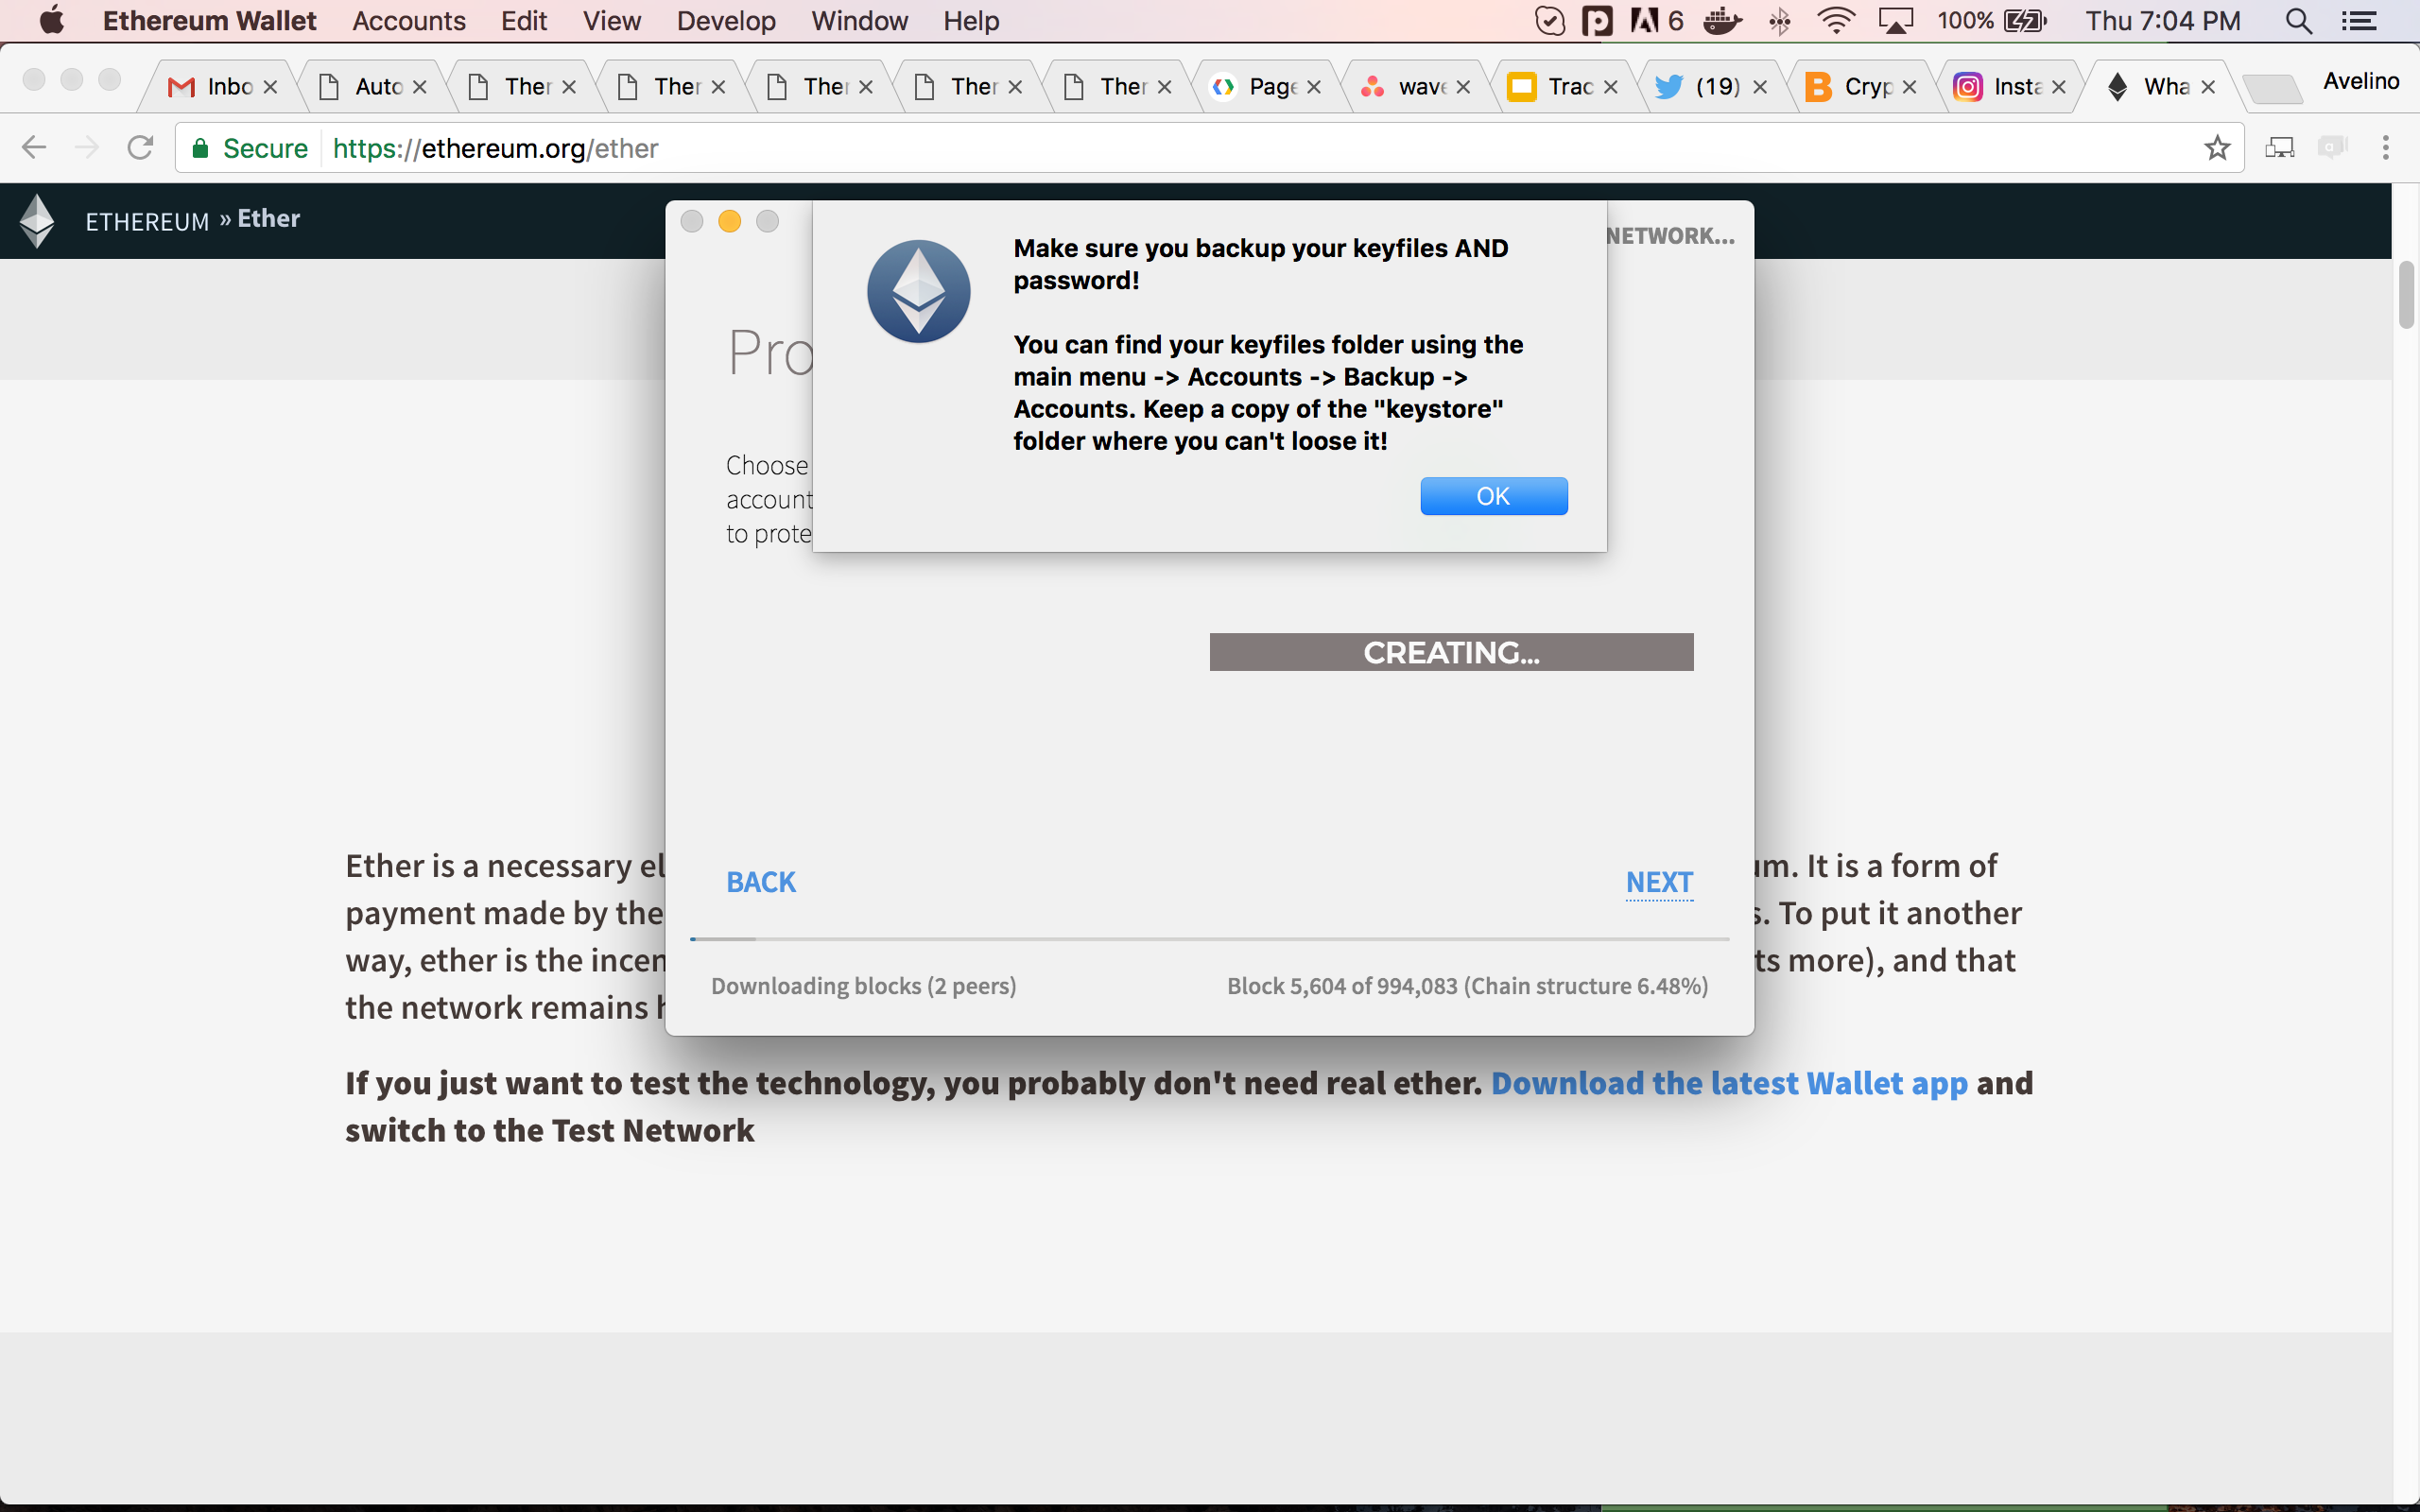 Ethereum Wallet Accounts Edit View Develop Window Help 6 100% Thu 7:04 PM
Inbo Auto Ther Ther Ther Ther Ther Page wave Trac (19) Cryp Insta Wha Avelino
Secure https://ethereum.org/ether
ETHEREUM » Ether
NETWORK...
Make sure you backup your keyfiles AND
password!
You can find your keyfiles folder using the
main menu -> Accounts -> Backup ->
Accounts. Keep a copy of the "keystore"
folder where you can't loose it!
OK
Pro
Choose
account
to prote
CREATING...
BACK NEXT
Downloading blocks (2 peers) Block 5,604 of 994,083 (Chain structure 6.48%)
Ether is a necessary el um. It is a form of
payment made by the s. To put it another
way, ether is the incen ts more), and that
the network remains h
If you just want to test the technology, you probably don't need real ether. Download the latest Wallet app and
switch to the Test Network